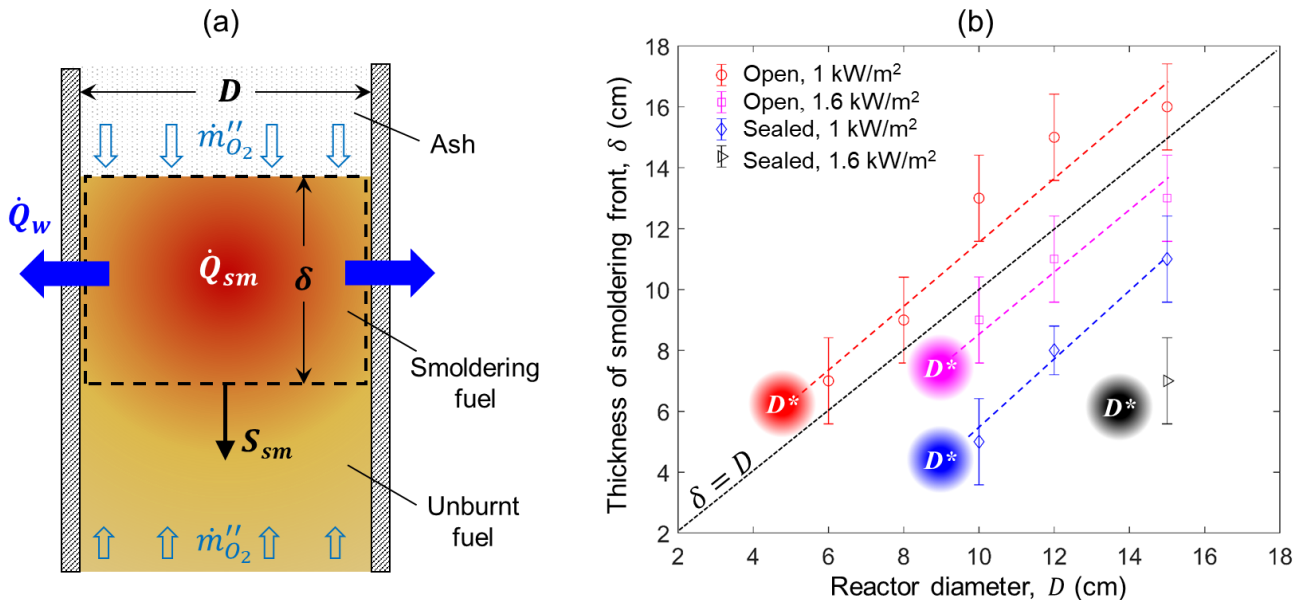 (a)
D
ṁ″O₂
Ash
Q̇w
Q̇sm
δ
Smoldering
fuel
Ssm
Unburnt
fuel
ṁ″O₂
(b)
Thickness of smoldering front, δ (cm)
18
16
14
12
10
8
6
4
2
Open, 1 kW/m²
Open, 1.6 kW/m²
Sealed, 1 kW/m²
Sealed, 1.6 kW/m²
D*
D*
D*
D*
δ = D
2 4 6 8 10 12 14 16 18
Reactor diameter, D (cm)